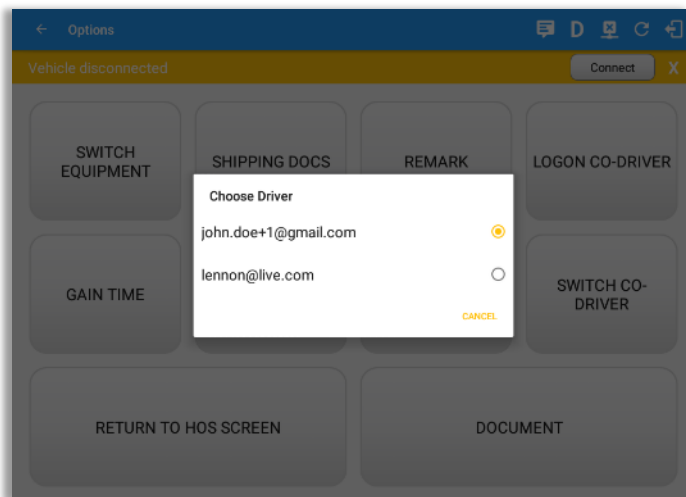 Options
D
Vehicle disconnected
Connect
X
SWITCH
EQUIPMENT
SHIPPING DOCS
REMARK
LOGON CO-DRIVER
Choose Driver
john.doe+1@gmail.com
lennon@live.com
CANCEL
GAIN TIME
SWITCH CO-
DRIVER
RETURN TO HOS SCREEN
DOCUMENT